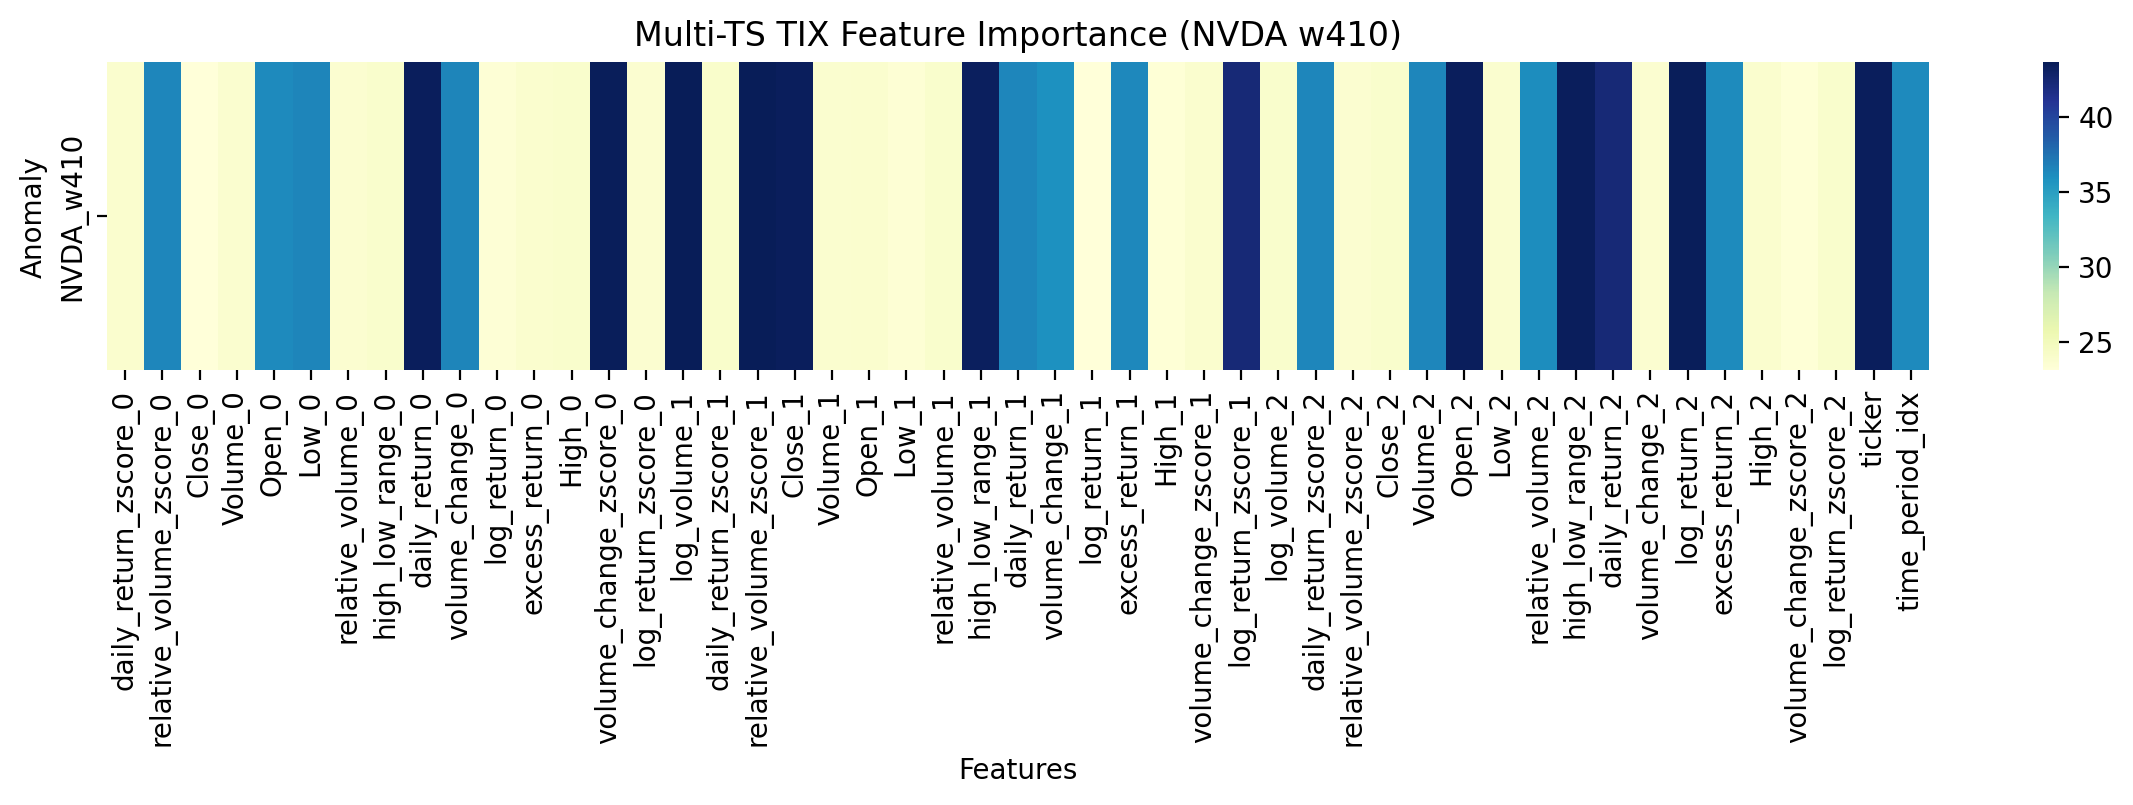 Multi-TS TIX Feature Importance (NVDA w410)
Anomaly
NVDA_w410
40
35
30
25
daily_return_zscore_0
relative_volume_zscore_0
Close_0
Volume_0
Open_0
Low_0
relative_volume_0
high_low_range_0
daily_return_0
volume_change_0
log_return_0
excess_return_0
High_0
volume_change_zscore_0
log_return_zscore_0
log_volume_1
daily_return_zscore_1
relative_volume_zscore_1
Close_1
Volume_1
Open_1
Low_1
relative_volume_1
high_low_range_1
daily_return_1
volume_change_1
log_return_1
excess_return_1
High_1
volume_change_zscore_1
log_return_zscore_1
log_volume_2
daily_return_zscore_2
relative_volume_zscore_2
Close_2
Volume_2
Open_2
Low_2
relative_volume_2
high_low_range_2
daily_return_2
volume_change_2
log_return_2
excess_return_2
High_2
volume_change_zscore_2
log_return_zscore_2
ticker
time_period_idx
Features